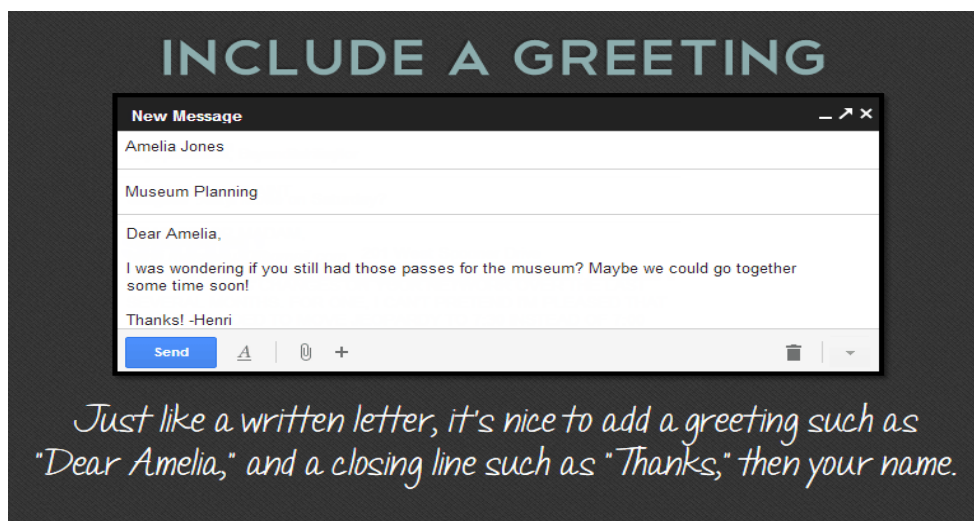 INCLUDE A GREETING
New Message
Amelia Jones
Museum Planning
Dear Amelia,
I was wondering if you still had those passes for the museum? Maybe we could go together
some time soon!
Thanks! -Henri
Send A
Just like a written letter, it's nice to add a greeting such as
"Dear Amelia," and a closing line such as "Thanks," then your name.